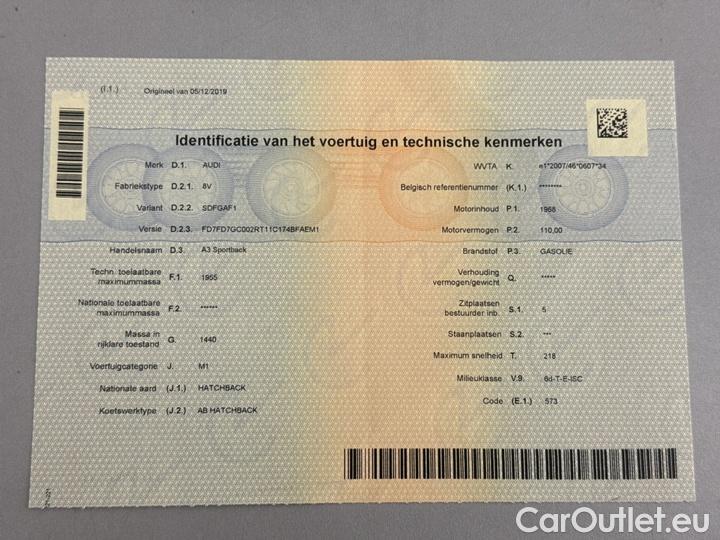 (I.1.) Origineel van 05/12/2019
Identificatie van het voertuig en technische kenmerken
Merk D.1. AUDI
Fabriekstype D.2.1. 8V
Variant D.2.2. SDFGAF1
Versie D.2.3. FD7FD7GC002RT11C174BFAEM1
Handelsnaam D.3. A3 Sportback
Techn. toelaatbare
maximummassa F.1. 1955
Nationale toelaatbare
maximummassa F.2. ******
Massa in
rijklare toestand G. 1440
Voertuigcategorie J. M1
Nationale aard (J.1.) HATCHBACK
Koetswerktype (J.2.) AB HATCHBACK
WVTA K. e1*2007/46*0607*34
Belgisch referentienummer (K.1.) ********
Motorinhoud P.1. 1968
Motorvermogen P.2. 110,00
Brandstof P.3. GASOLIE
Verhouding
vermogen/gewicht Q. *****
Zitplaatsen
bestuurder inb. S.1. 5
Staanplaatsen S.2. ***
Maximum snelheid T. 218
Milieuklasse V.9. 6d-T-E-ISC
Code (E.1.) 573
CarOutlet.eu